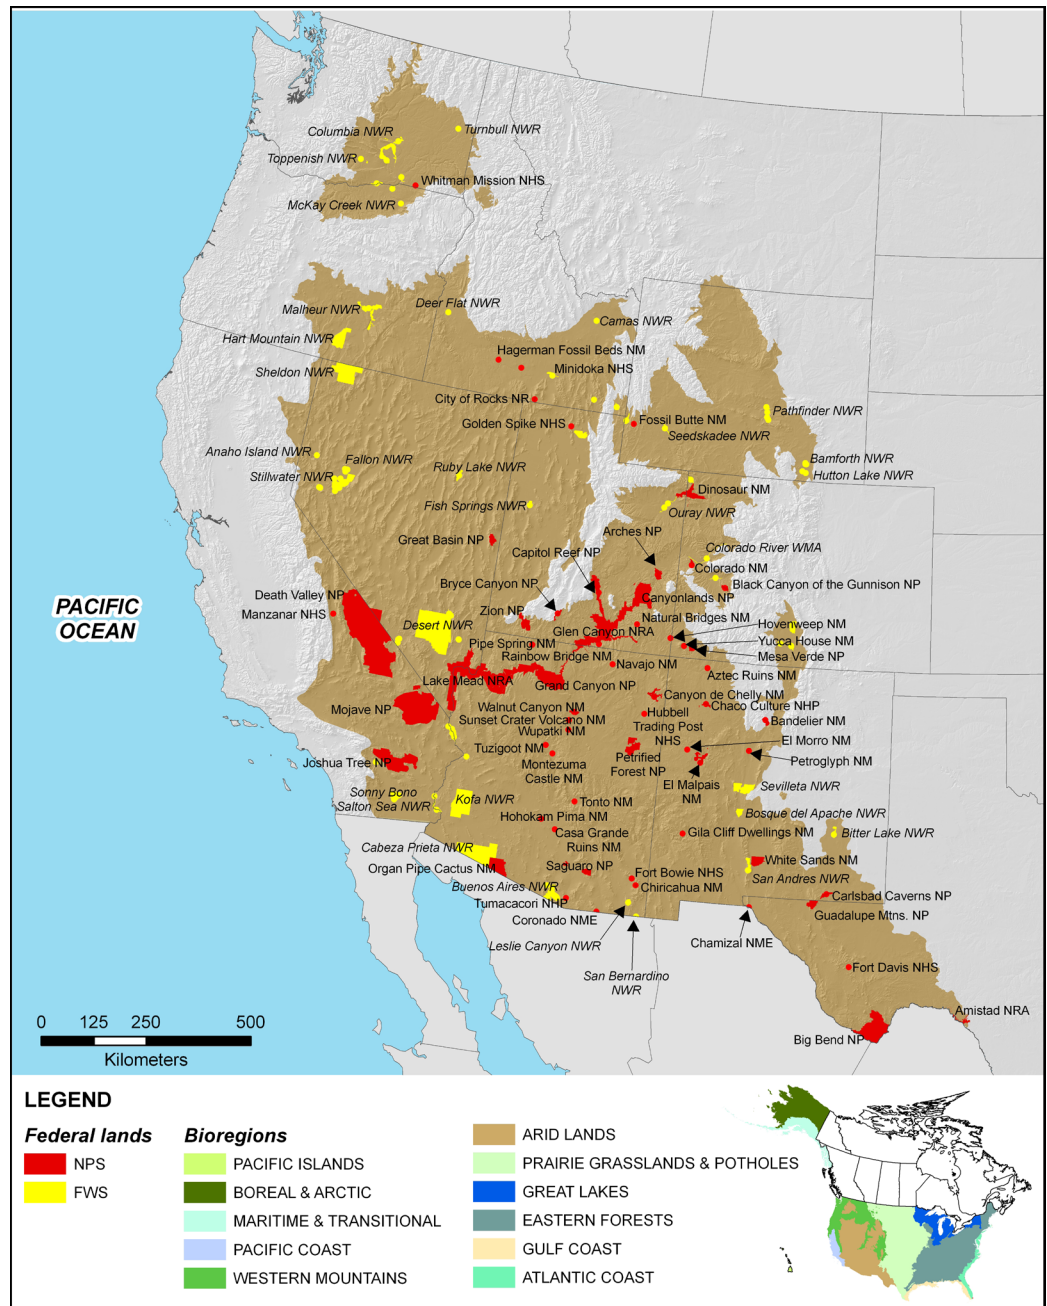 Columbia NWR
Turnbull NWR
Toppenish NWR
Whitman Mission NHS
McKay Creek NWR
Malheur NWR
Deer Flat NWR
Camas NWR
Hart Mountain NWR
Hagerman Fossil Beds NM
Sheldon NWR
Minidoka NHS
City of Rocks NR
Pathfinder NWR
Golden Spike NHS
Fossil Butte NM
Seedskadee NWR
Anaho Island NWR
Fallon NWR
Ruby Lake NWR
Bamforth NWR
Stillwater NWR
Hutton Lake NWR
Dinosaur NM
Fish Springs NWR
Ouray NWR
Arches NP
Great Basin NP
Capitol Reef NP
Colorado River WMA
Colorado NM
Bryce Canyon NP
Black Canyon of the Gunnison NP
Death Valley NP
Canyonlands NP
Manzanar NHS
Zion NP
Natural Bridges NM
PACIFIC
OCEAN
Desert NWR
Glen Canyon NRA
Hovenweep NM
Pipe Spring NM
Yucca House NM
Rainbow Bridge NM
Mesa Verde NP
Navajo NM
Aztec Ruins NM
Lake Mead NRA
Grand Canyon NP
Canyon de Chelly NM
Mojave NP
Walnut Canyon NM
Chaco Culture NHP
Sunset Crater Volcano NM
Hubbell
Trading Post
NHS
Bandelier NM
Wupatki NM
El Morro NM
Tuzigoot NM
Petroglyph NM
Joshua Tree NP
Montezuma
Castle NM
Petrified
Forest NP
El Malpais
NM
Sevilleta NWR
Sonny Bono
Salton Sea NWR
Kofa NWR
Tonto NM
Bosque del Apache NWR
Hohokam Pima NM
Casa Grande
Ruins NM
Gila Cliff Dwellings NM
Bitter Lake NWR
Cabeza Prieta NWR
Organ Pipe Cactus NM
Saguaro NP
White Sands NM
Fort Bowie NHS
San Andres NWR
Buenos Aires NWR
Chiricahua NM
Carlsbad Caverns NP
Tumacacori NHP
Guadalupe Mtns. NP
Coronado NME
Leslie Canyon NWR
Chamizal NME
San Bernardino
NWR
Fort Davis NHS
Amistad NRA
Big Bend NP
0 125 250 500
Kilometers
LEGEND
Federal lands
NPS
FWS
Bioregions
PACIFIC ISLANDS
BOREAL & ARCTIC
MARITIME & TRANSITIONAL
PACIFIC COAST
WESTERN MOUNTAINS
ARID LANDS
PRAIRIE GRASSLANDS & POTHOLES
GREAT LAKES
EASTERN FORESTS
GULF COAST
ATLANTIC COAST